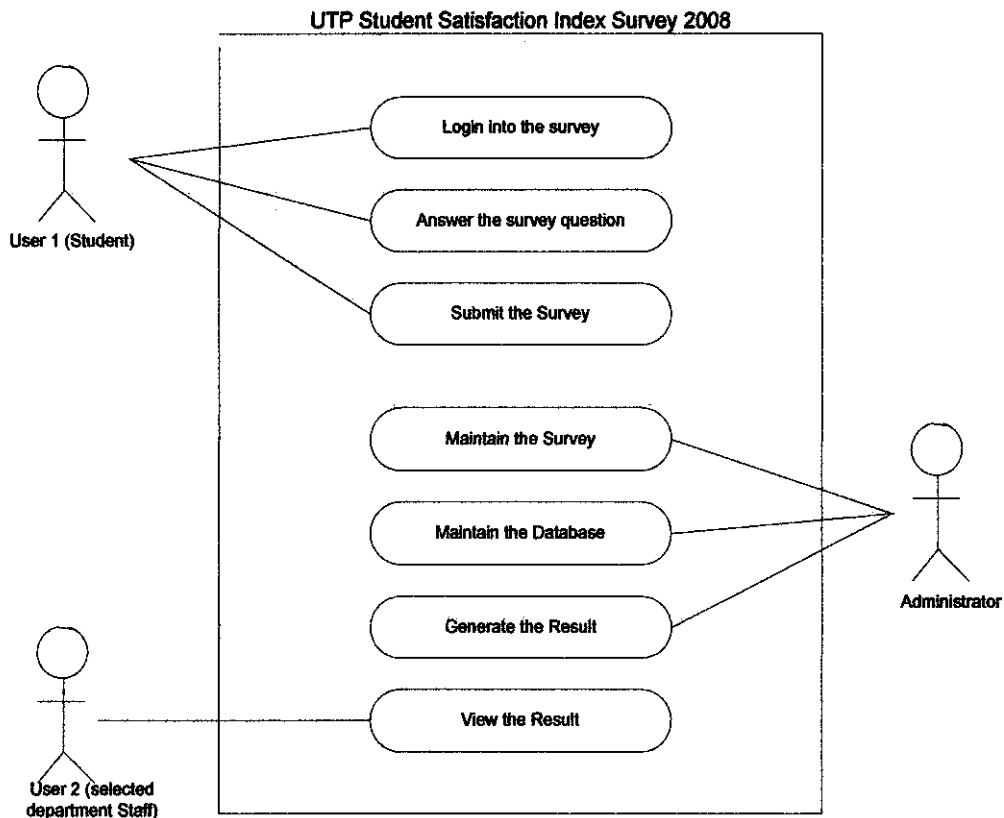 UTP Student Satisfaction Index Survey 2008
Login into the survey
Answer the survey question
User 1 (Student)
Submit the Survey
Maintain the Survey
Maintain the Database
Administrator
Generate the Result
View the Result
User 2 (selected
department Staff)